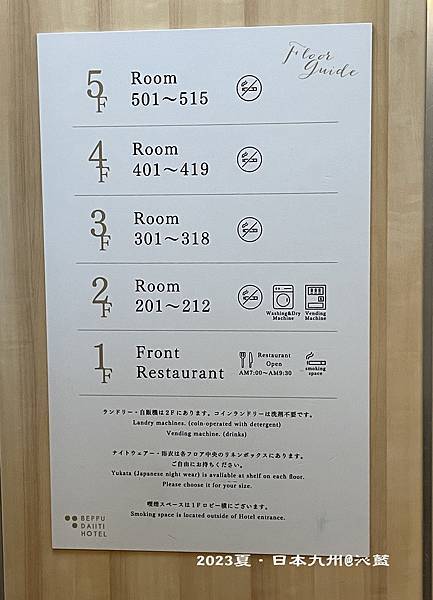 Floor
Guide
5F
Room
501～515
4F
Room
401～419
3F
Room
301～318
2F
Room
201～212
Washing&Dry
Machine
Vending
Machine
1F
Front
Restaurant
Restaurant
Open
AM7:00～AM9:30
smoking
space
ランドリー・自販機は2Fにあります。コインランドリーは洗剤不要です。
Landry machines. (coin-operated with detergent)
Vending machine. (drinks)
ナイトウェアー・浴衣は各フロア中央のリネンボックスにあります。
ご自由にお持ちください。
Yukata (Japanese night wear) is available at shelf on each floor.
Please choose it for your size.
喫煙スペースは1Fロビー横にございます。
Smoking space is located outside of Hotel entrance.
BEPPU
DAIITI
HOTEL
2023夏·日本九州@芯藍